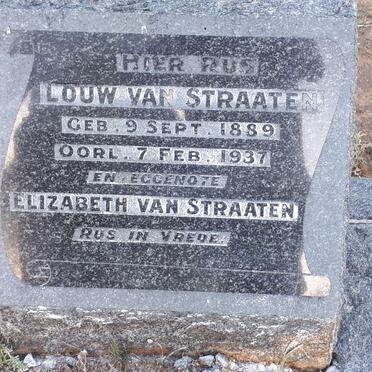 HIER RUS
LOUW VAN STRAATEN
GEB. 9 SEPT. 1889
OORL. 7 FEB. 1937
EN EGGENOTE
ELIZABETH VAN STRAATEN
RUS IN VREDE.